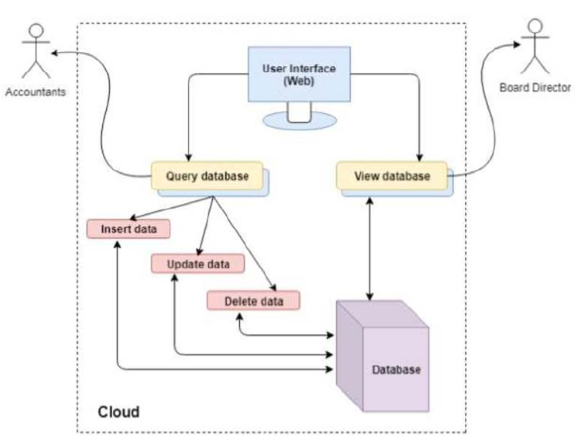 User Interface
(Web)
Accountants
Board Director
Query database
View database
Insert data
Update data
Delete data
Database
Cloud